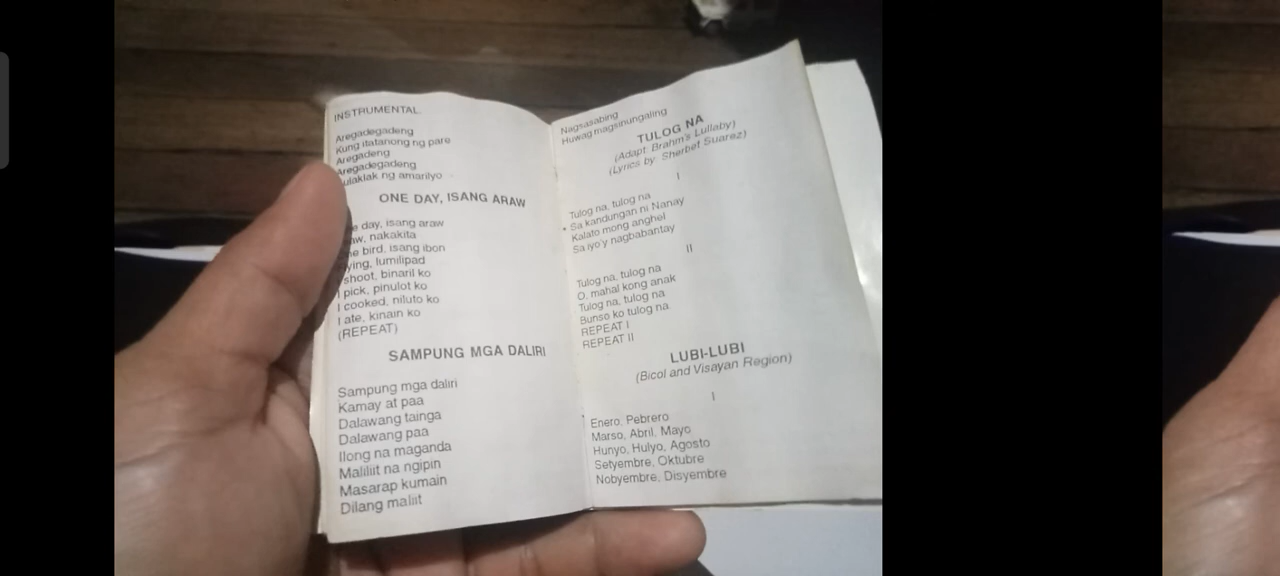 INSTRUMENTAL
Aregadegadeng
Kung itatanong ng pare
Aregadeng
Aregadegadeng
ulaklak ng amarilyo
ONE DAY, ISANG ARAW
e day, isang araw
aw, nakakita
ne bird, isang ibon
ying, lumilipad
shoot, binaril ko
I pick, pinulot ko
I cooked, niluto ko
I ate, kinain ko
(REPEAT)
SAMPUNG MGA DALIRI
Sampung mga daliri
Kamay at paa
Dalawang tainga
Dalawang paa
Ilong na maganda
Maliliit na ngipin
Masarap kumain
Dilang maliit
Nagsasabing
Huwag magsinungaling
TULOG NA
(Adapt: Brahm's Lullaby)
(Lyrics by: Sherbet Suarez)
I
Tulog na, tulog na
Sa kandungan ni Nanay
Kalato mong anghel
Sa iyo'y nagbabantay
II
Tulog na, tulog na
O, mahal kong anak
Tulog na, tulog na
Bunso ko tulog na
REPEAT I
REPEAT II
LUBI-LUBI
(Bicol and Visayan Region)
I
Enero, Pebrero
Marso, Abril, Mayo
Hunyo, Hulyo, Agosto
Setyembre, Oktubre
Nobyembre, Disyembre